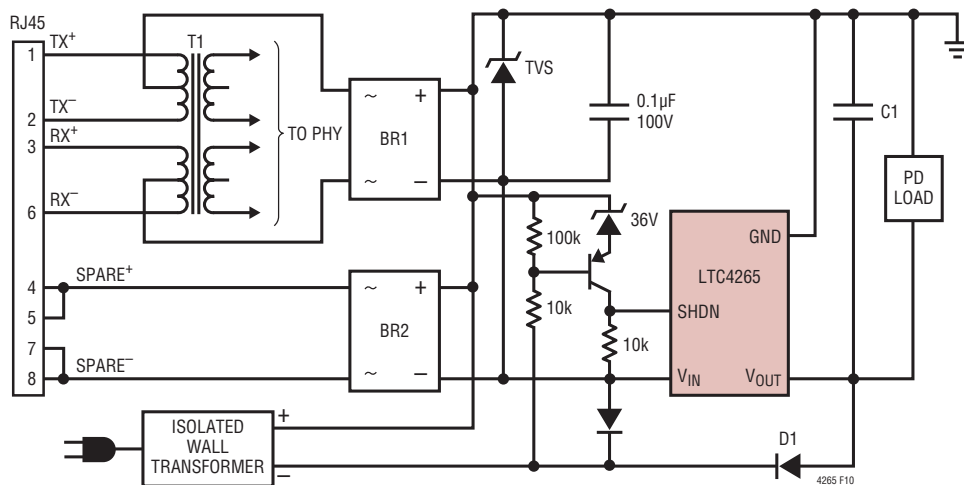 RJ45
TX+
T1
1
2
TX−
RX+
3
6
RX−
TO PHY
~
+
BR1
~
−
TVS
0.1µF
100V
C1
PD
LOAD
100k
36V
GND
LTC4265
SHDN
10k
10k
VIN
VOUT
4
SPARE+
5
7
8
SPARE−
~
+
BR2
~
−
ISOLATED
WALL
TRANSFORMER
+
−
D1
4265 F10